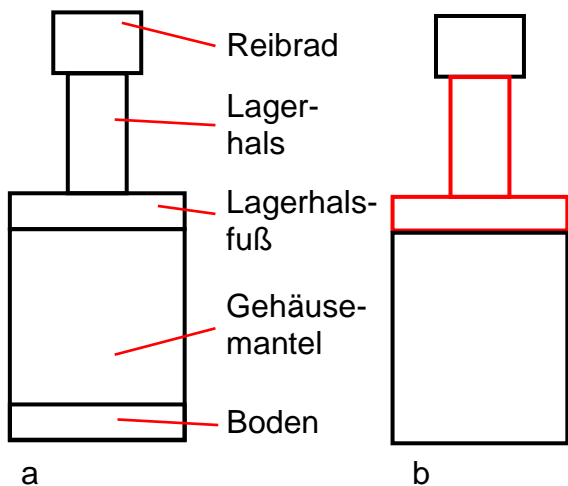 Reibrad
Lager-
hals
Lagerhals-
fuß
Gehäuse-
mantel
Boden
a
b